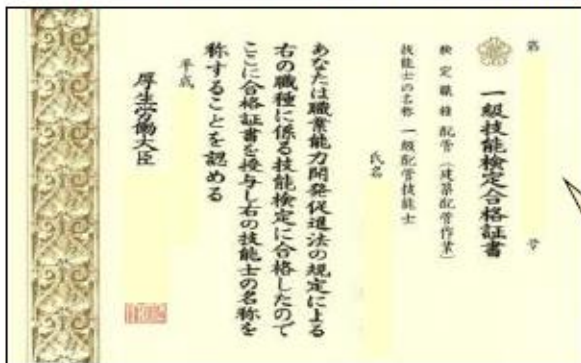 第 号
一級技能検定合格証書
検定職種 配管（建築配管作業）
技能士の名称 一級配管技能士
氏名
あなたは職業能力開発促進法の規定による
右の職種に係る技能検定に合格したので
ここに合格証書を授与し右の技能士の名称を
称することを認める
平成
厚生労働大臣